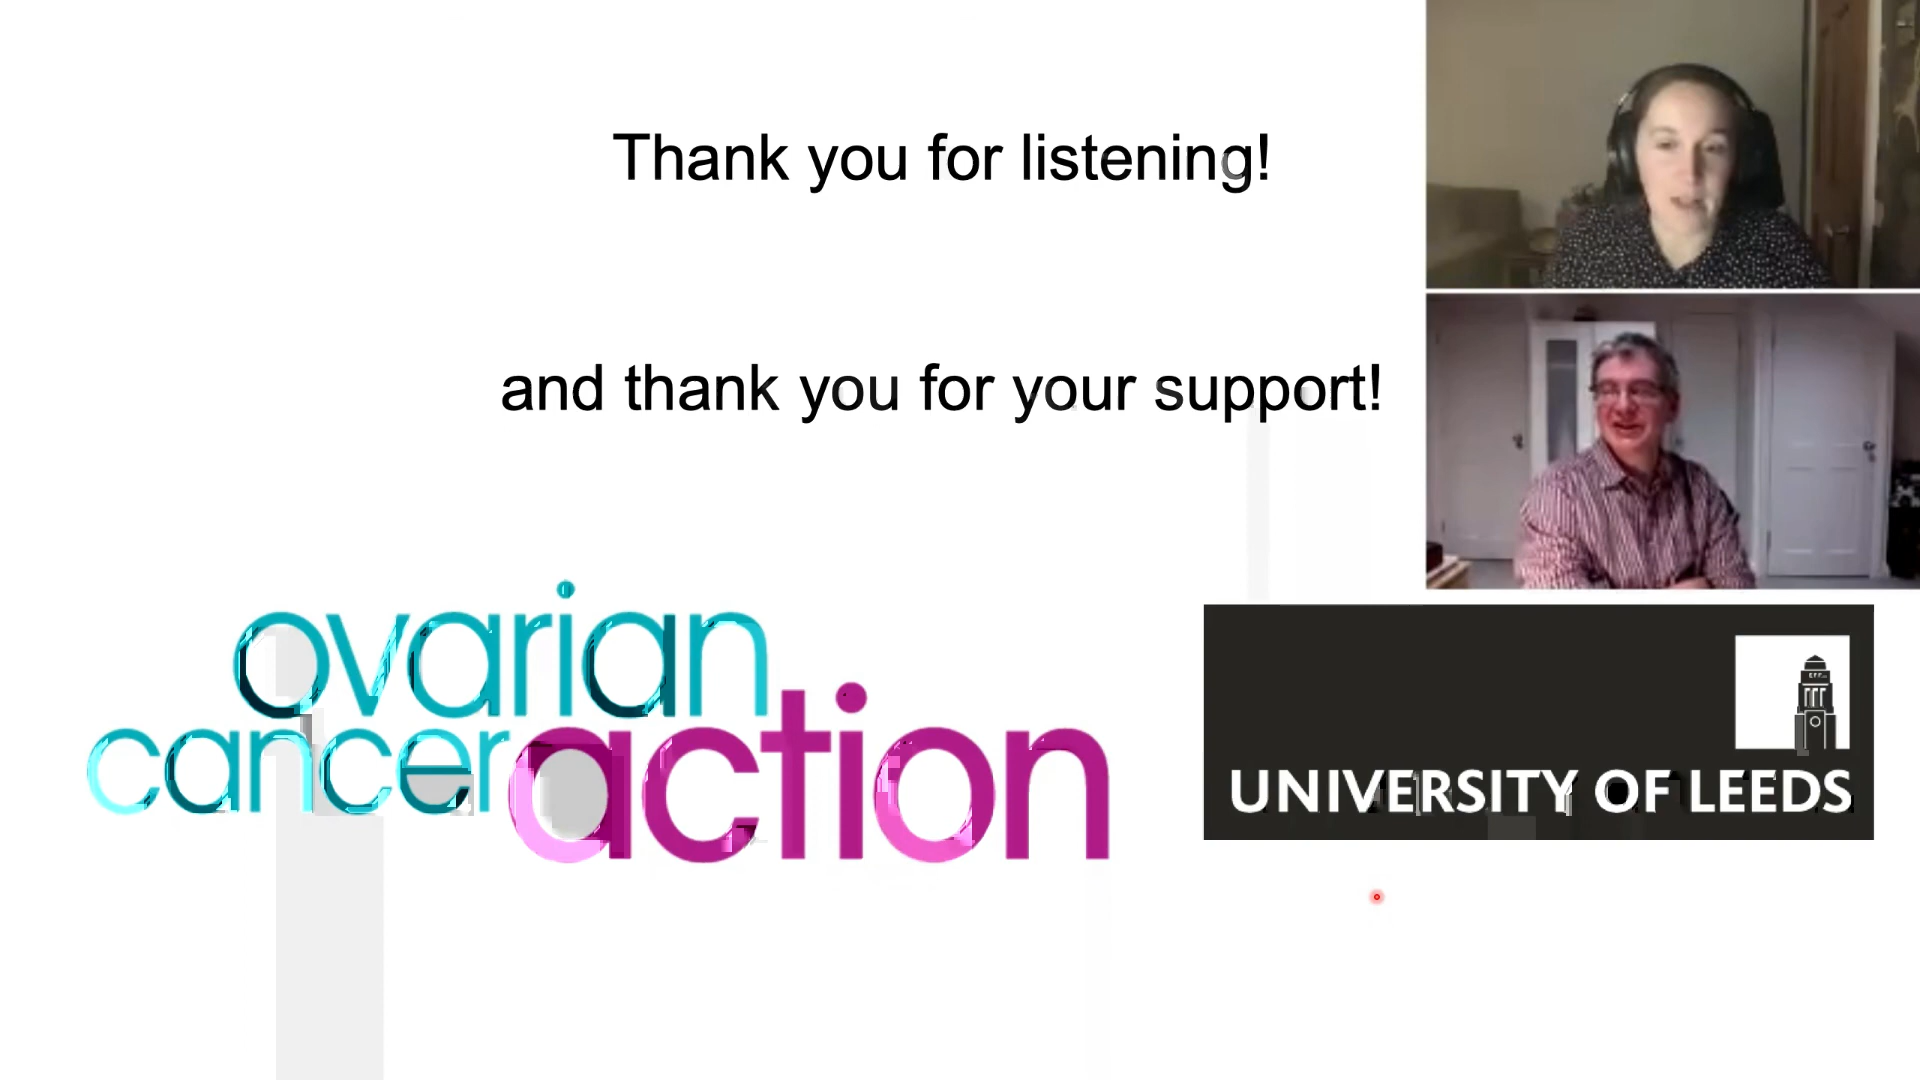 Thank you for listening!
and thank you for your support!
ovarian
cancer action
UNIVERSITY OF LEEDS